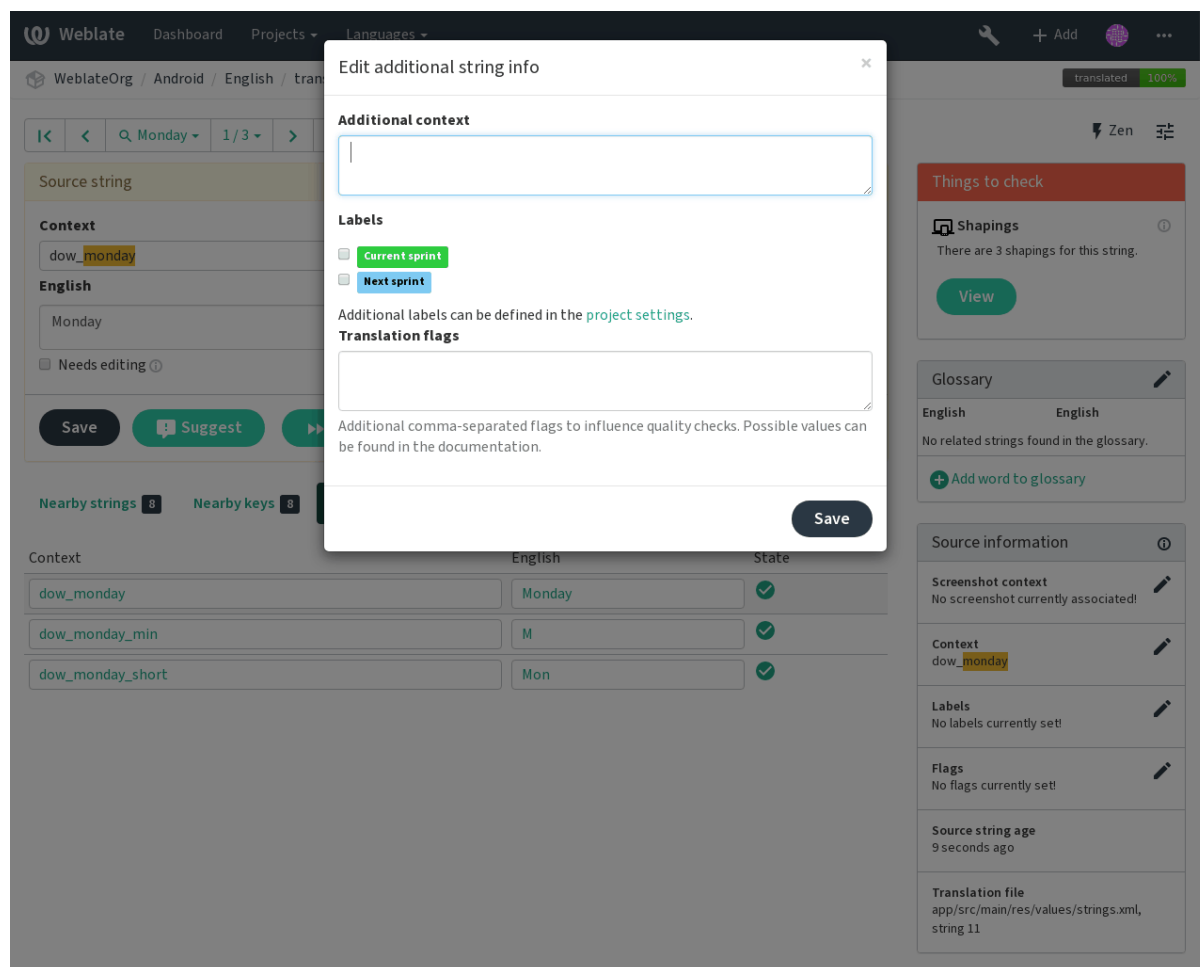 Weblate Dashboard Projects Languages Add
WeblateOrg / Android / English / tran
translated 100%
Monday 1 / 3
Zen
Edit additional string info ×
Additional context
Labels
Current sprint
Next sprint
Additional labels can be defined in the project settings.
Translation flags
Additional comma-separated flags to influence quality checks. Possible values can
be found in the documentation.
Save
Source string
Context
dow_monday
English
Monday
Needs editing
Save Suggest
Nearby strings 8 Nearby keys 8
Context English State
dow_monday Monday
dow_monday_min M
dow_monday_short Mon
Things to check
Shapings
There are 3 shapings for this string.
View
Glossary
English English
No related strings found in the glossary.
Add word to glossary
Source information
Screenshot context
No screenshot currently associated!
Context
dow_monday
Labels
No labels currently set!
Flags
No flags currently set!
Source string age
9 seconds ago
Translation file
app/src/main/res/values/strings.xml,
string 11